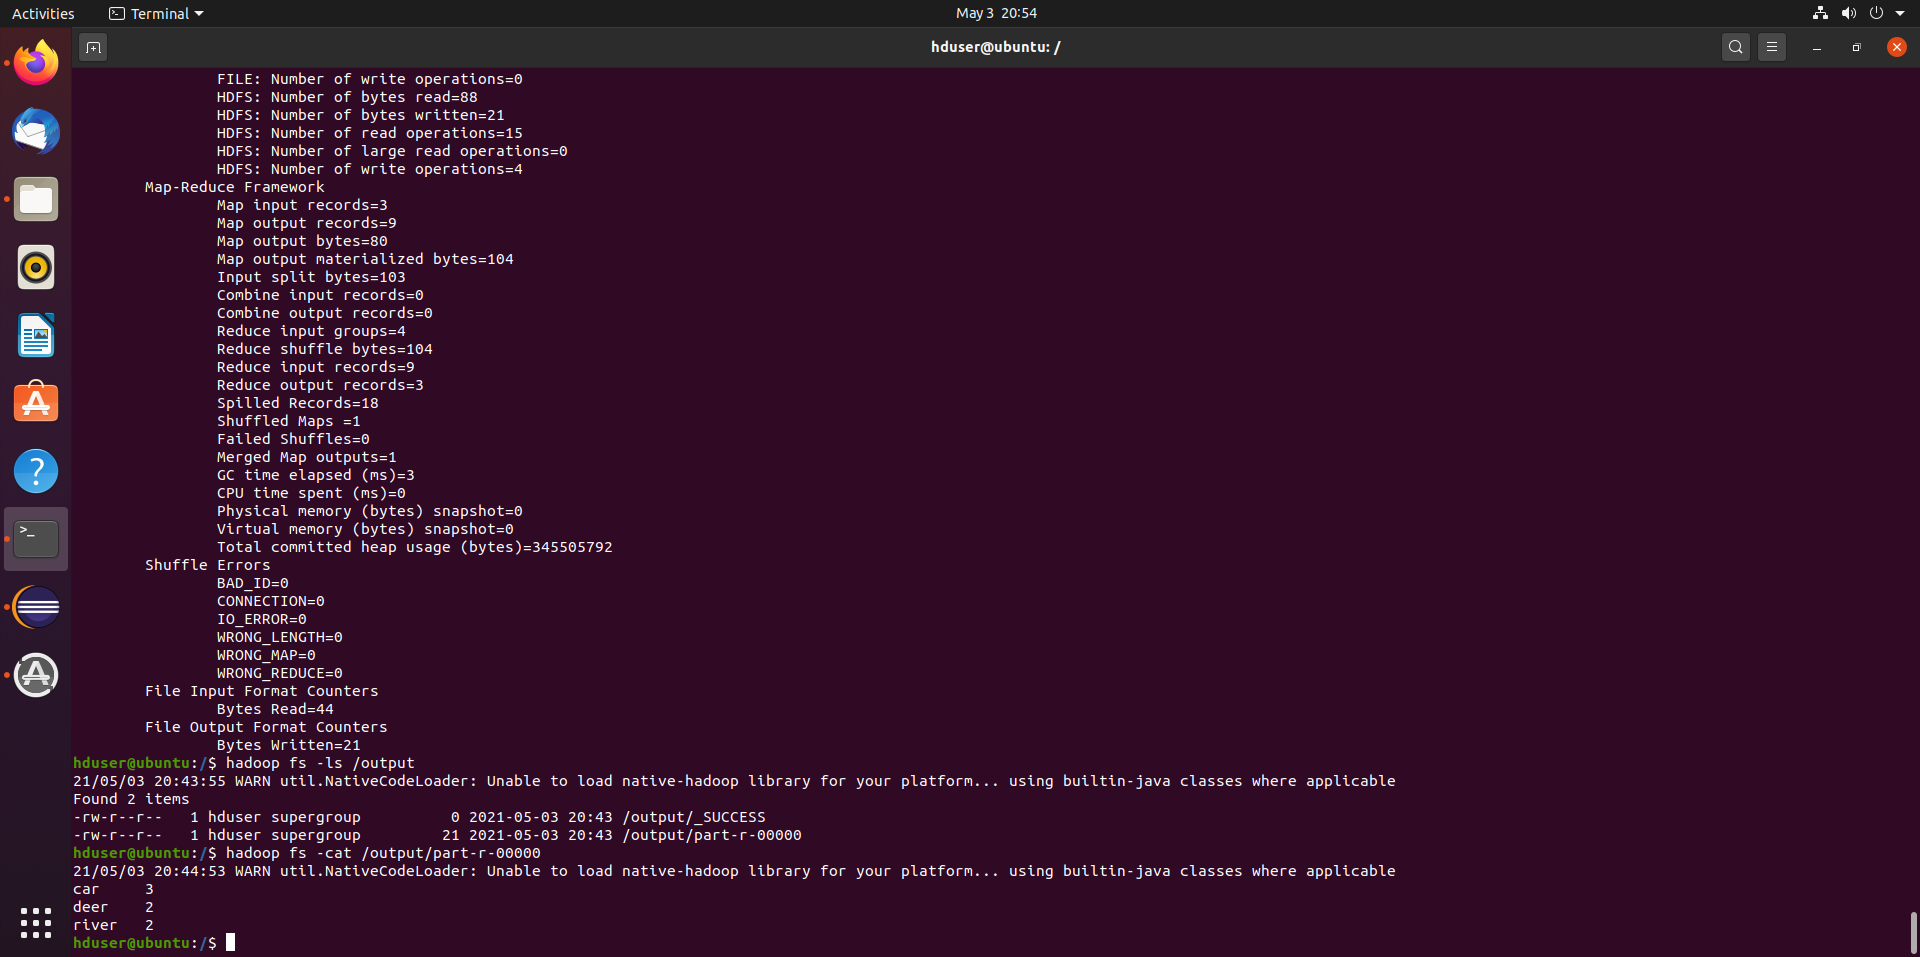 Activities
Terminal
May 3 20:54
hduser@ubuntu: /
FILE: Number of write operations=0
HDFS: Number of bytes read=88
HDFS: Number of bytes written=21
HDFS: Number of read operations=15
HDFS: Number of large read operations=0
HDFS: Number of write operations=4
Map-Reduce Framework
Map input records=3
Map output records=9
Map output bytes=80
Map output materialized bytes=104
Input split bytes=103
Combine input records=0
Combine output records=0
Reduce input groups=4
Reduce shuffle bytes=104
Reduce input records=9
Reduce output records=3
Spilled Records=18
Shuffled Maps =1
Failed Shuffles=0
Merged Map outputs=1
GC time elapsed (ms)=3
CPU time spent (ms)=0
Physical memory (bytes) snapshot=0
Virtual memory (bytes) snapshot=0
Total committed heap usage (bytes)=345505792
Shuffle Errors
BAD_ID=0
CONNECTION=0
IO_ERROR=0
WRONG_LENGTH=0
WRONG_MAP=0
WRONG_REDUCE=0
File Input Format Counters
Bytes Read=44
File Output Format Counters
Bytes Written=21
hduser@ubuntu:/$ hadoop fs -ls /output
21/05/03 20:43:55 WARN util.NativeCodeLoader: Unable to load native-hadoop library for your platform... using builtin-java classes where applicable
Found 2 items
-rw-r--r--   1 hduser supergroup          0 2021-05-03 20:43 /output/_SUCCESS
-rw-r--r--   1 hduser supergroup         21 2021-05-03 20:43 /output/part-r-00000
hduser@ubuntu:/$ hadoop fs -cat /output/part-r-00000
21/05/03 20:44:53 WARN util.NativeCodeLoader: Unable to load native-hadoop library for your platform... using builtin-java classes where applicable
car	3
deer	2
river	2
hduser@ubuntu:/$